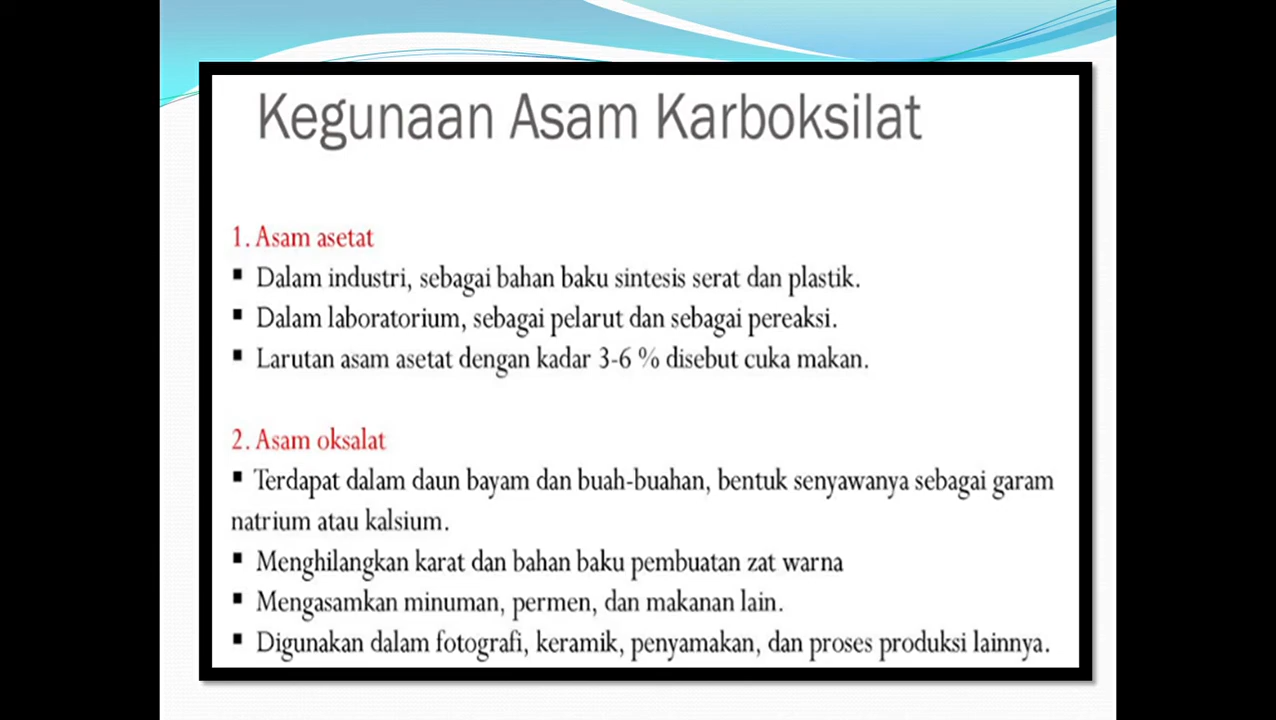 Kegunaan Asam Karboksilat
1. Asam asetat
▪ Dalam industri, sebagai bahan baku sintesis serat dan plastik.
▪ Dalam laboratorium, sebagai pelarut dan sebagai pereaksi.
▪ Larutan asam asetat dengan kadar 3-6 % disebut cuka makan.
2. Asam oksalat
▪ Terdapat dalam daun bayam dan buah-buahan, bentuk senyawanya sebagai garam
natrium atau kalsium.
▪ Menghilangkan karat dan bahan baku pembuatan zat warna
▪ Mengasamkan minuman, permen, dan makanan lain.
▪ Digunakan dalam fotografi, keramik, penyamakan, dan proses produksi lainnya.